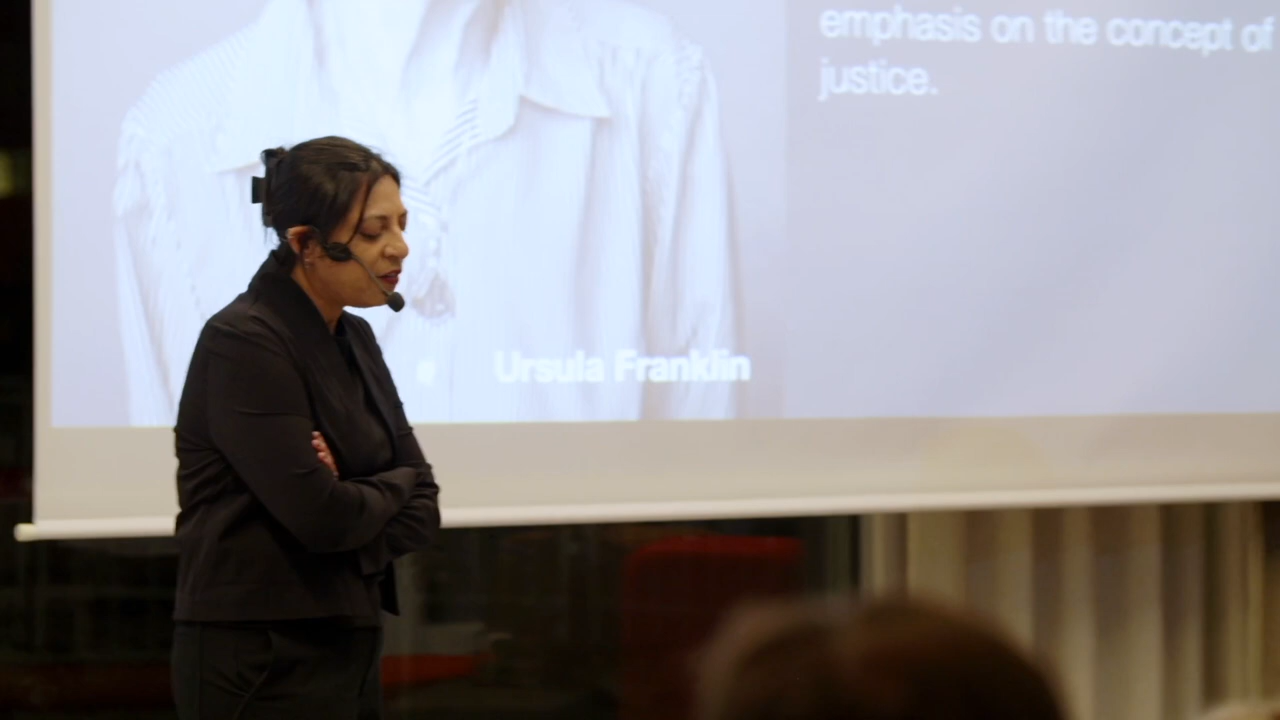 emphasis on the concept of
justice.
Ursula Franklin